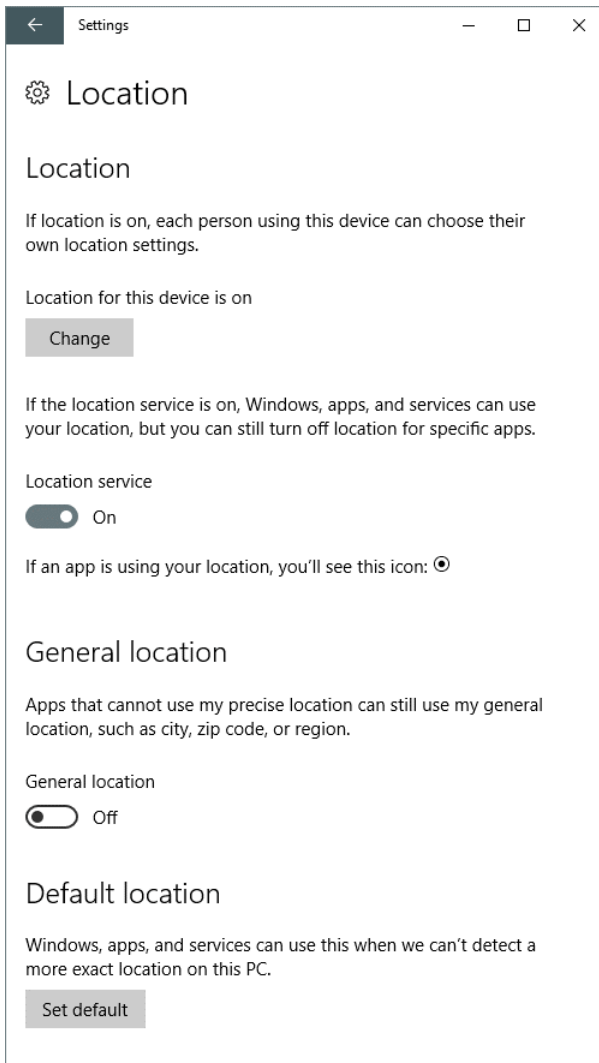 Settings
Location
Location
If location is on, each person using this device can choose their
own location settings.
Location for this device is on
Change
If the location service is on, Windows, apps, and services can use
your location, but you can still turn off location for specific apps.
Location service
On
If an app is using your location, you’ll see this icon:
General location
Apps that cannot use my precise location can still use my general
location, such as city, zip code, or region.
General location
Off
Default location
Windows, apps, and services can use this when we can’t detect a
more exact location on this PC.
Set default